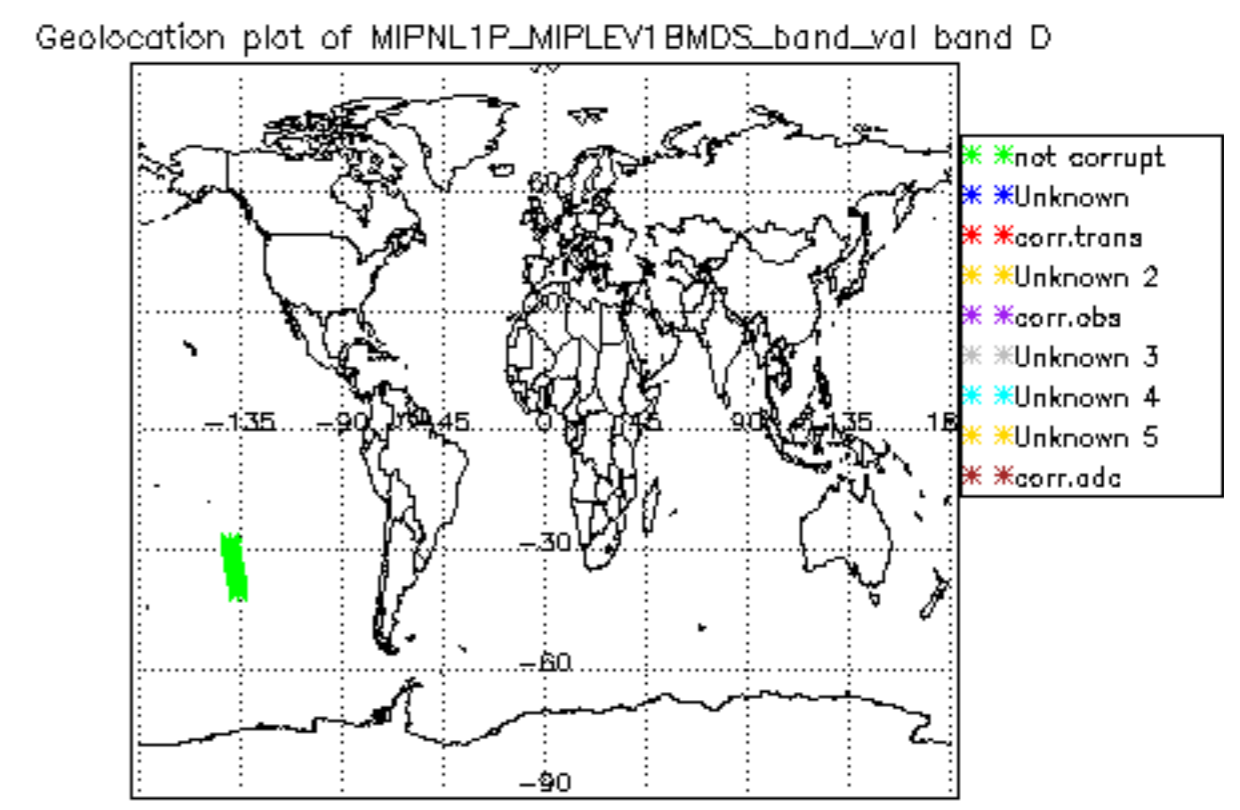 Geolocation plot of MIPNL1P_MIPLEV1BMDS_band_val band D
not corrupt
Unknown
corr.trans
Unknown 2
corr.obs
Unknown 3
Unknown 4
Unknown 5
corr.adc
60
-135 -90 -45 0 45 90 135
-30
-60
-90